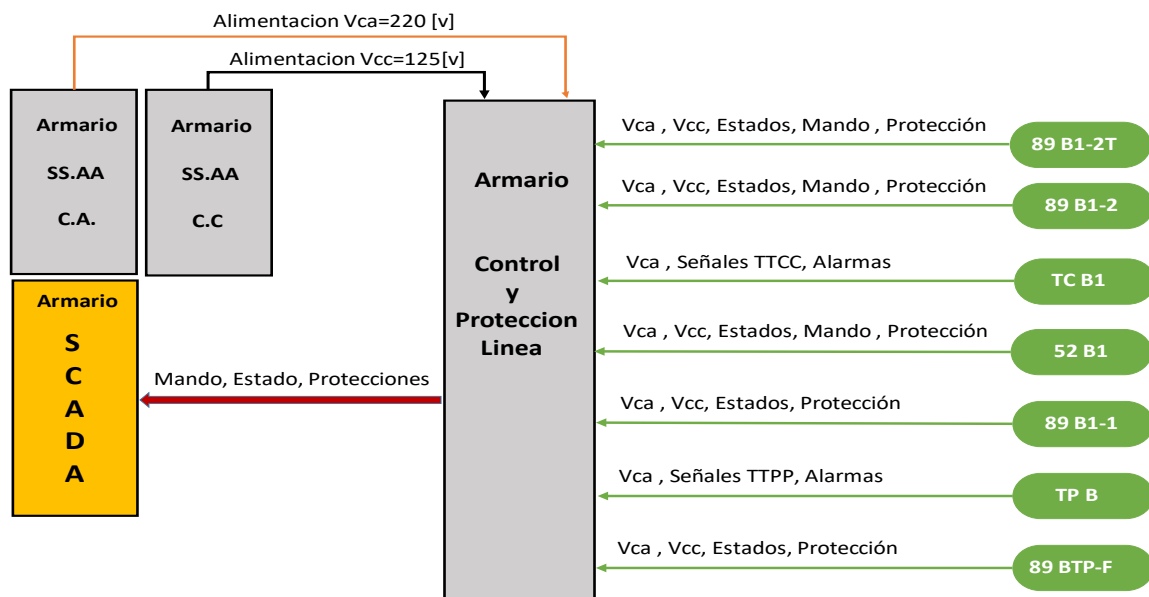 Alimentacion Vca=220 [v]
Alimentacion Vcc=125[v]
Armario
SS.AA
C.A.
Armario
SS.AA
C.C
Armario
S
C
A
D
A
Mando, Estado, Protecciones
Armario
Control
y
Proteccion
Linea
Vca , Vcc, Estados, Mando , Protección
89 B1-2T
Vca , Vcc, Estados, Mando , Protección
89 B1-2
Vca , Señales TTCC, Alarmas
TC B1
Vca , Vcc, Estados, Mando , Protección
52 B1
Vca , Vcc, Estados, Protección
89 B1-1
Vca , Señales TTPP, Alarmas
TP B
Vca , Vcc, Estados, Protección
89 BTP-F